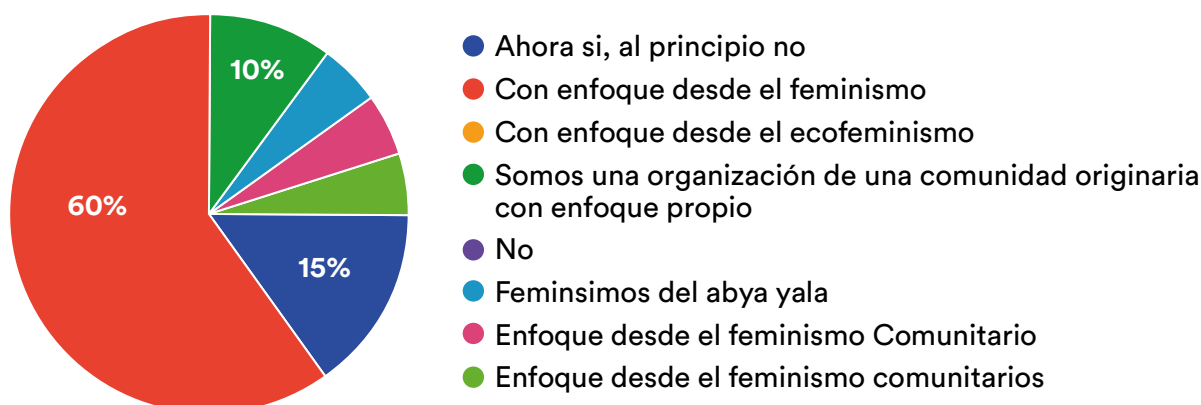 10%
60%
15%
Ahora si, al principio no
Con enfoque desde el feminismo
Con enfoque desde el ecofeminismo
Somos una organización de una comunidad originaria
con enfoque propio
No
Feminsimos del abya yala
Enfoque desde el feminismo Comunitario
Enfoque desde el feminismo comunitarios